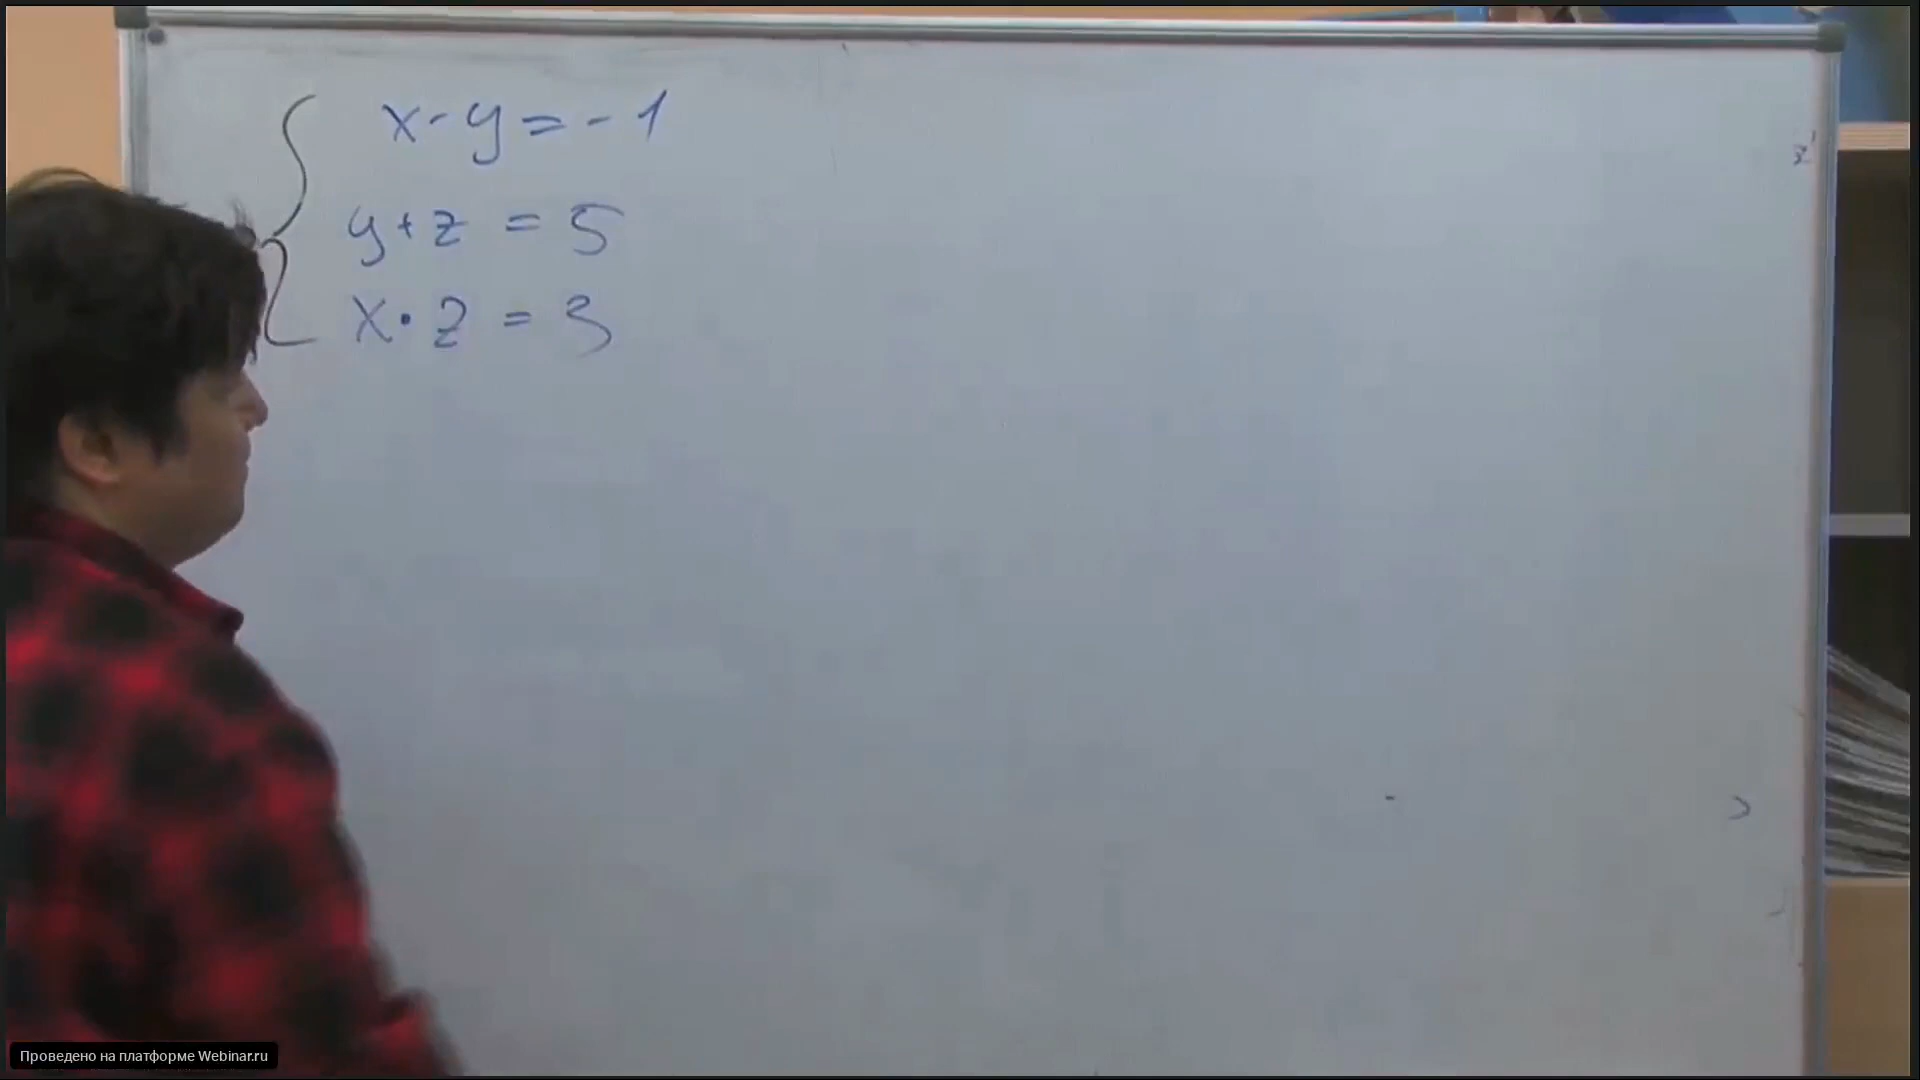 x - y = - 1
y + z = 5
x · z = 3
Проведено на платформе Webinar.ru